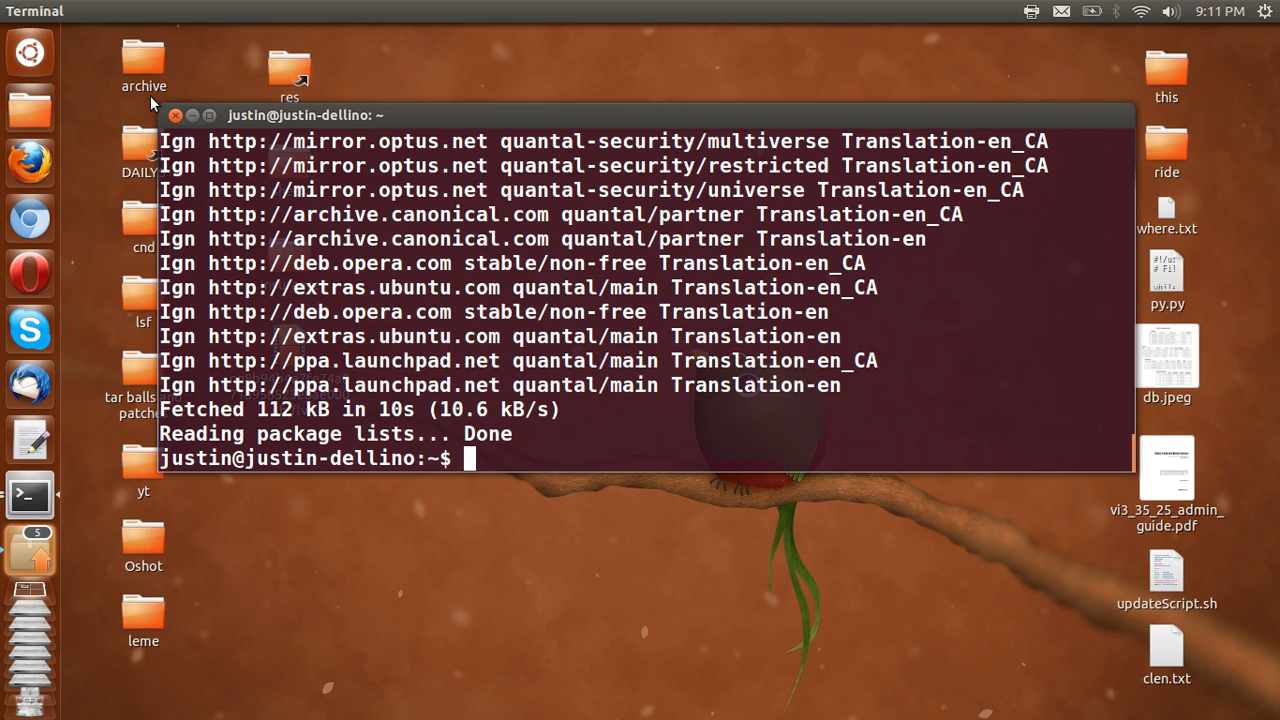 Terminal
9:11 PM
archive
res
this
justin@justin-dellino: ~
Ign http://mirror.optus.net quantal-security/multiverse Translation-en_CA
Ign http://mirror.optus.net quantal-security/restricted Translation-en_CA
Ign http://mirror.optus.net quantal-security/universe Translation-en_CA
Ign http://archive.canonical.com quantal/partner Translation-en_CA
Ign http://archive.canonical.com quantal/partner Translation-en
Ign http://deb.opera.com stable/non-free Translation-en_CA
Ign http://extras.ubuntu.com quantal/main Translation-en_CA
Ign http://deb.opera.com stable/non-free Translation-en
Ign http://extras.ubuntu.com quantal/main Translation-en
Ign http://ppa.launchpad.net quantal/main Translation-en_CA
Ign http://ppa.launchpad.net quantal/main Translation-en
Fetched 112 kB in 10s (10.6 kB/s)
Reading package lists... Done
justin@justin-dellino:~$
DAILY
cnd
lsf
tar balls and
patche
yt
Oshot
leme
ride
where.txt
#!/ur
# Fi!
while
py.py
db.jpeg
vi3_35_25_admin_
guide.pdf
updateScript.sh
clen.txt
5